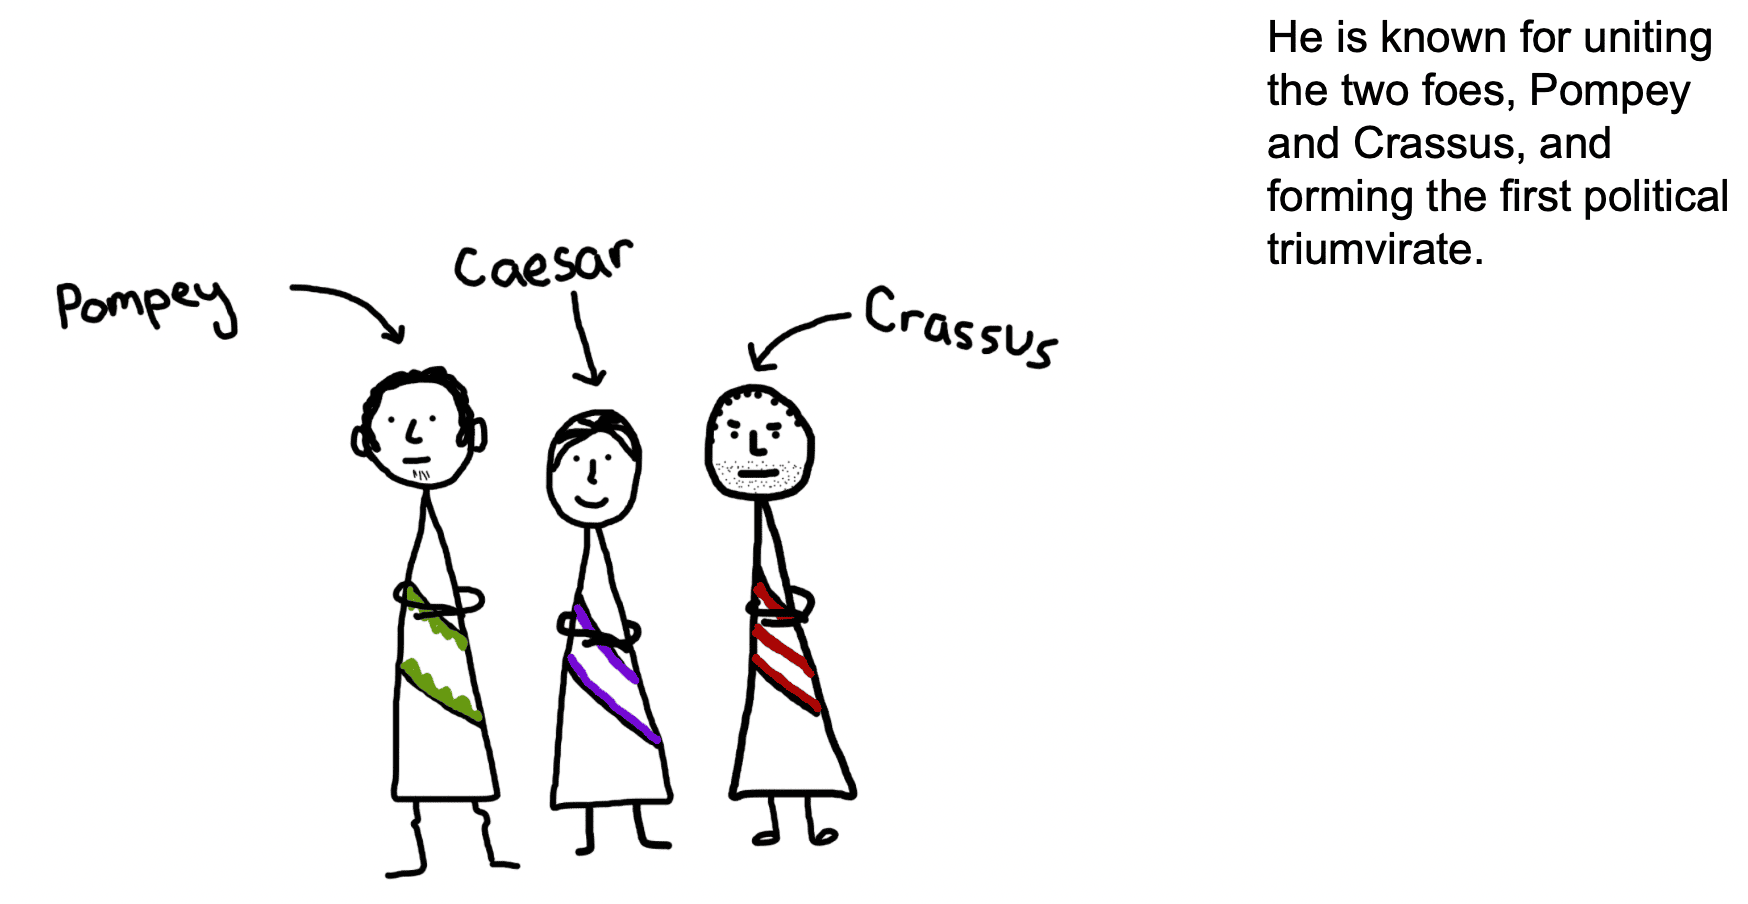 He is known for uniting
the two foes, Pompey
and Crassus, and
forming the first political
triumvirate.
Pompey
Caesar
Crassus